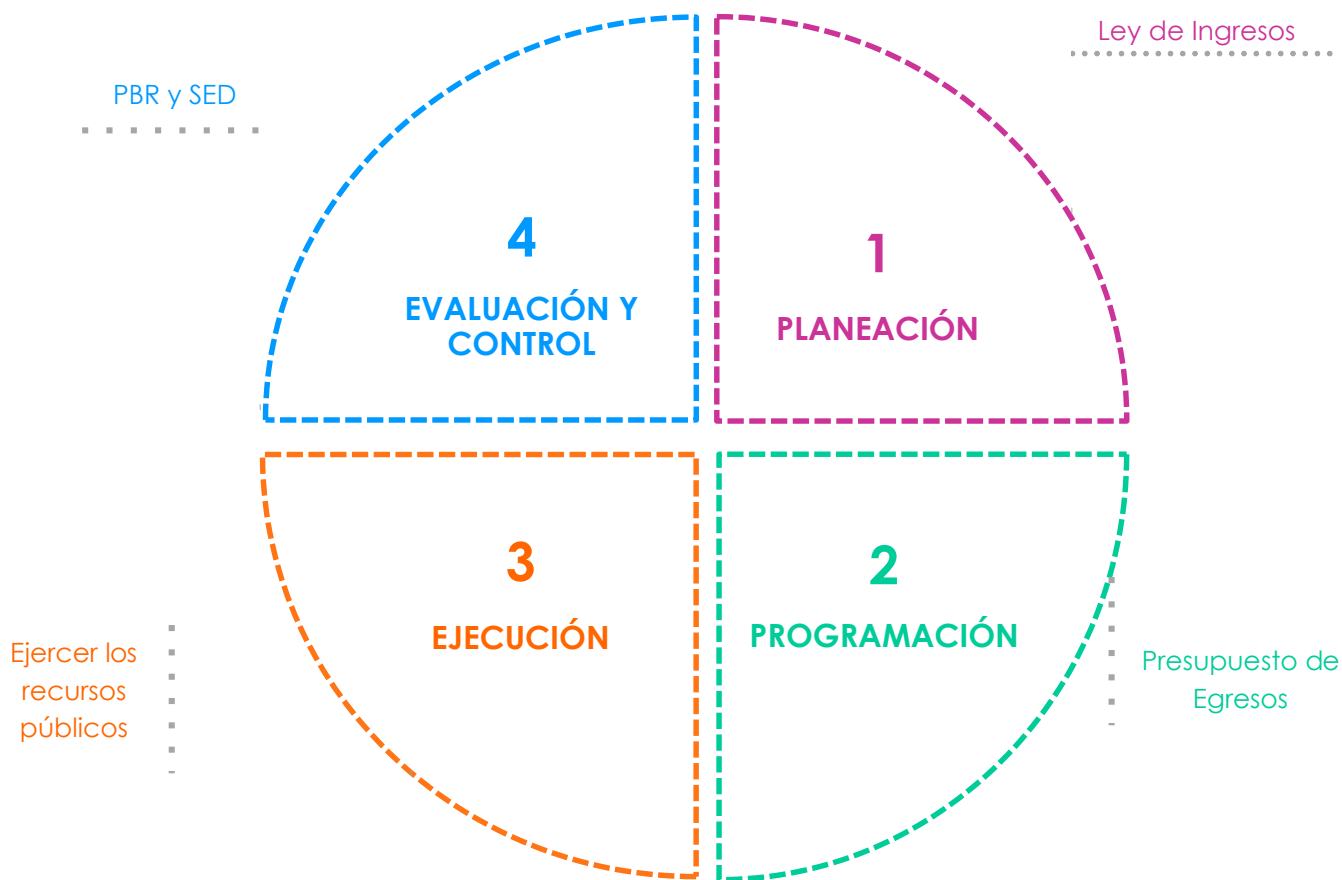 Ley de Ingresos
PBR y SED
4
EVALUACIÓN Y
CONTROL
1
PLANEACIÓN
3
EJECUCIÓN
2
PROGRAMACIÓN
Ejercer los
recursos
públicos
Presupuesto de
Egresos